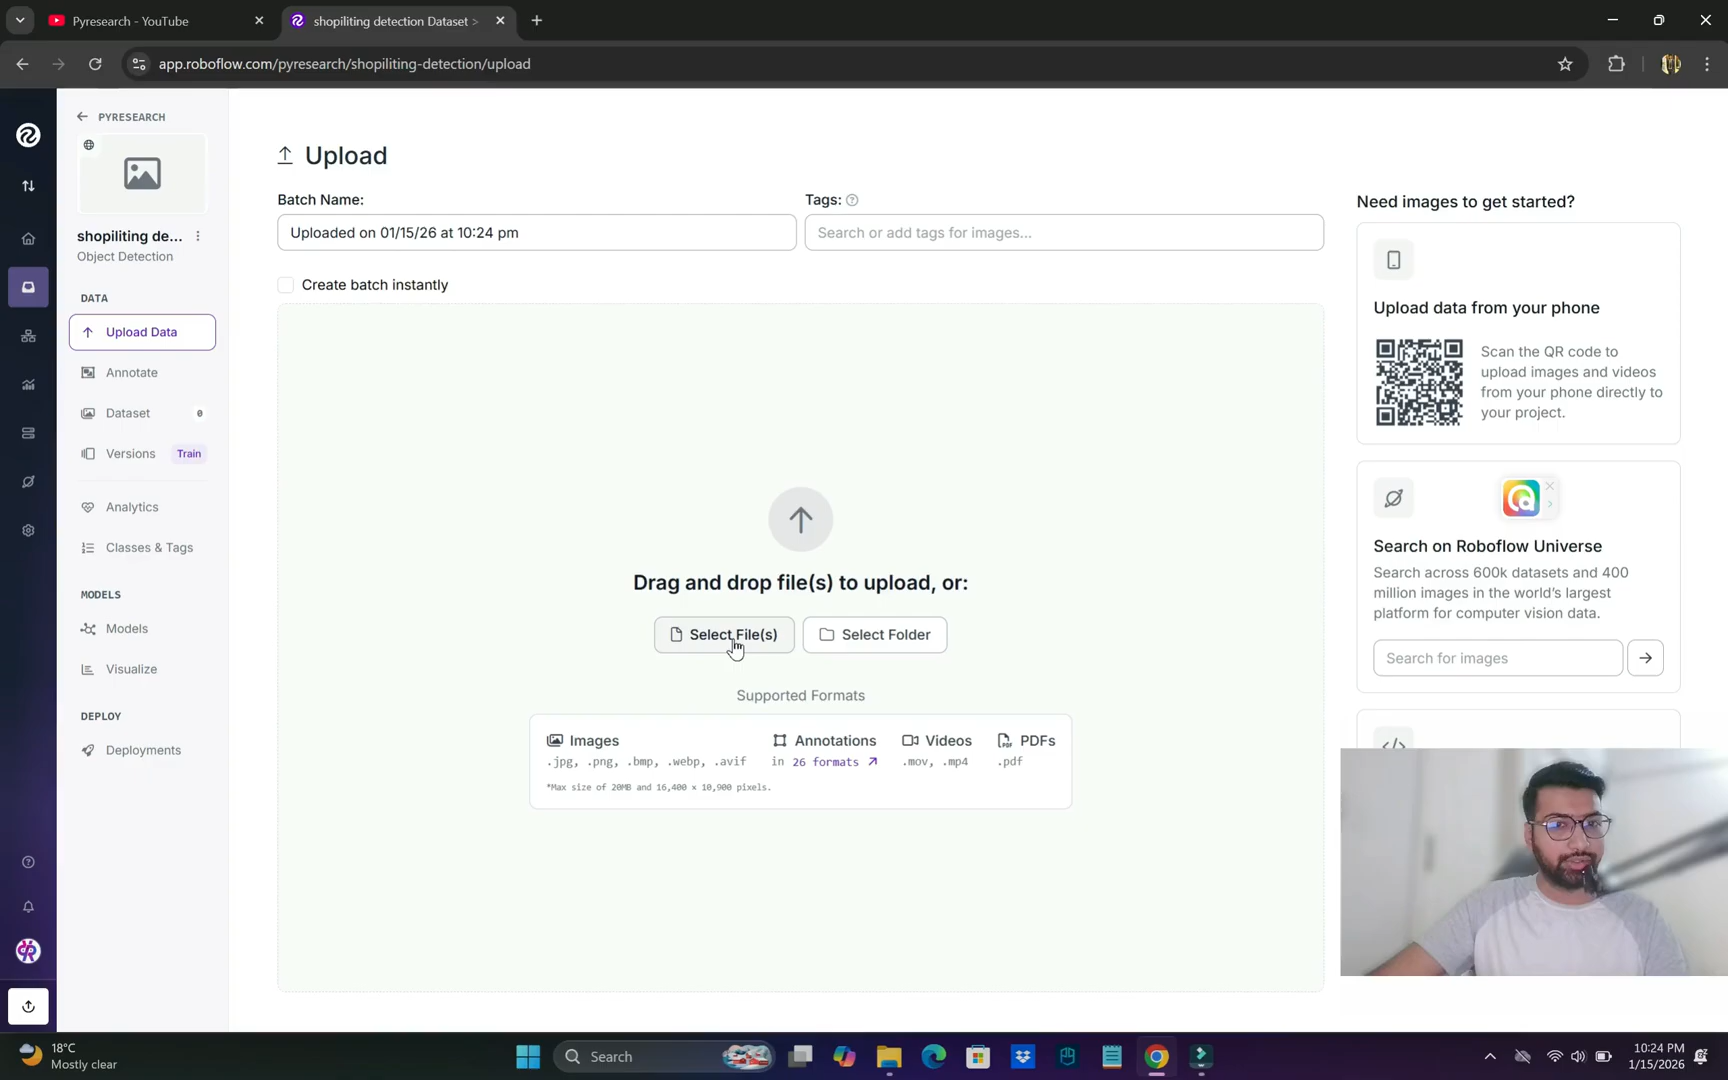 Pyresearch - YouTube
shopiliting detection Dataset >
app.roboflow.com/pyresearch/shopiliting-detection/upload
PYRESEARCH
shopiliting de...
Object Detection
DATA
Upload Data
Annotate
Dataset 0
Versions Train
Analytics
Classes & Tags
MODELS
Models
Visualize
DEPLOY
Deployments
Upload
Batch Name:
Uploaded on 01/15/26 at 10:24 pm
Tags:
Search or add tags for images...
Create batch instantly
Drag and drop file(s) to upload, or:
Select File(s)
Select Folder
Supported Formats
Images
.jpg, .png, .bmp, .webp, .avif
*Max size of 20MB and 16,400 × 10,900 pixels.
Annotations
in 26 formats
Videos
.mov, .mp4
PDFs
.pdf
Need images to get started?
Upload data from your phone
Scan the QR code to
upload images and videos
from your phone directly to
your project.
Search on Roboflow Universe
Search across 600k datasets and 400
million images in the world's largest
platform for computer vision data.
Search for images
18°C
Mostly clear
Search
10:24 PM
1/15/2026